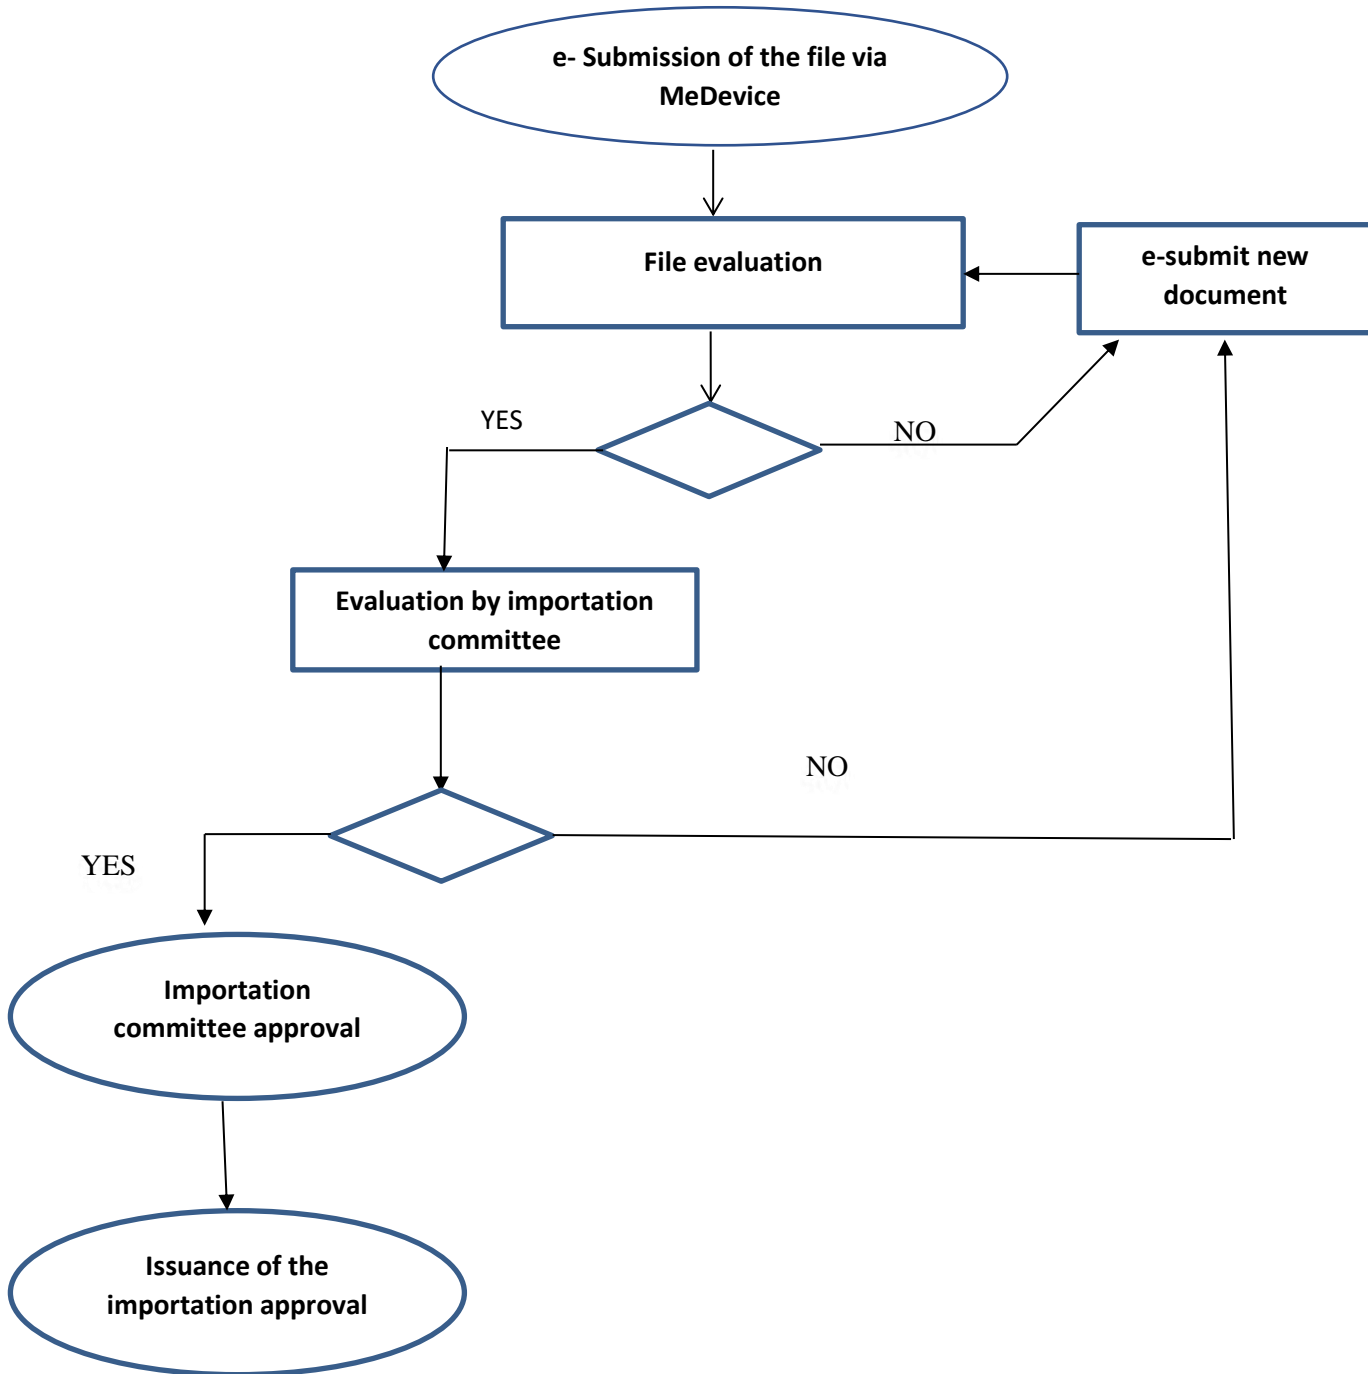 e- Submission of the file via
MeDevice
File evaluation
e-submit new
document
YES
NO
Evaluation by importation
committee
NO
YES
Importation
committee approval
Issuance of the
importation approval